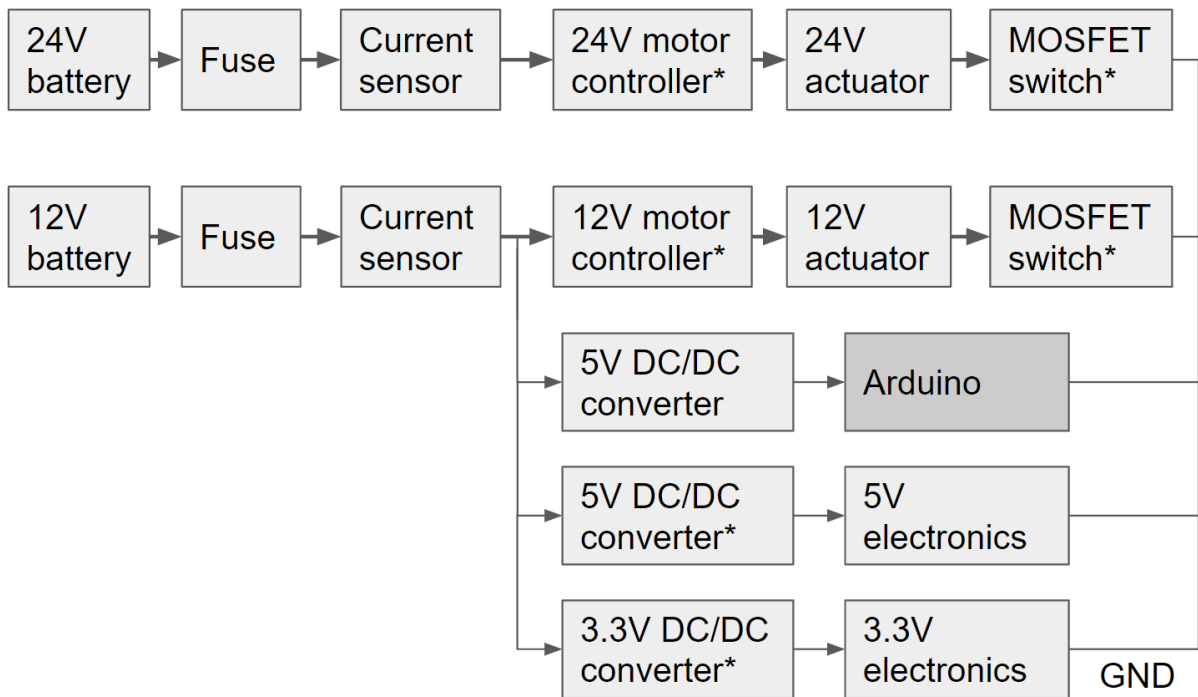 24V
battery
Fuse
Current
sensor
24V motor
controller*
24V
actuator
MOSFET
switch*
12V
battery
Fuse
Current
sensor
12V motor
controller*
12V
actuator
MOSFET
switch*
5V DC/DC
converter
Arduino
5V DC/DC
converter*
5V
electronics
3.3V DC/DC
converter*
3.3V
electronics
GND